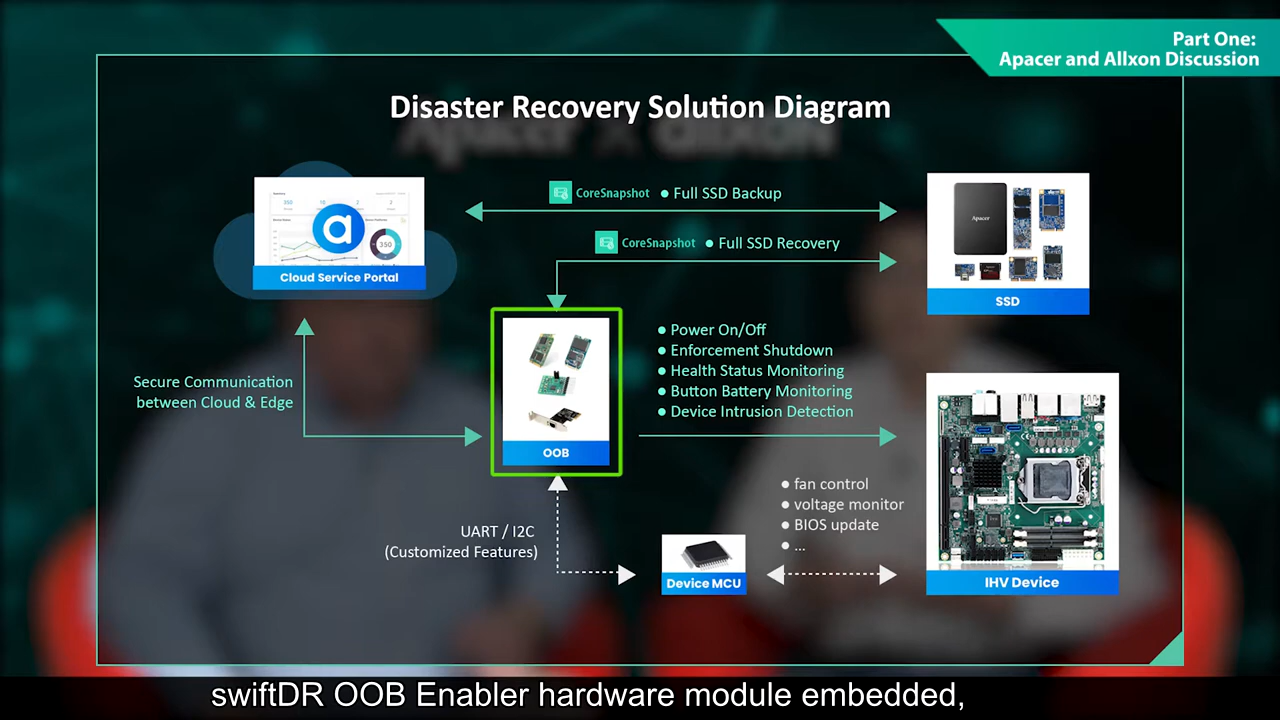 Part One:
Apacer and Allxon Discussion
Disaster Recovery Solution Diagram
CoreSnapshot ● Full SSD Backup
CoreSnapshot ● Full SSD Recovery
350
350
Cloud Service Portal
Apacer
SSD
● Power On/Off
● Enforcement Shutdown
● Health Status Monitoring
● Button Battery Monitoring
● Device Intrusion Detection
Secure Communication
between Cloud & Edge
OOB
● fan control
● voltage monitor
● BIOS update
● ...
UART / I2C
(Customized Features)
Device MCU
IHV Device
swiftDR OOB Enabler hardware module embedded,